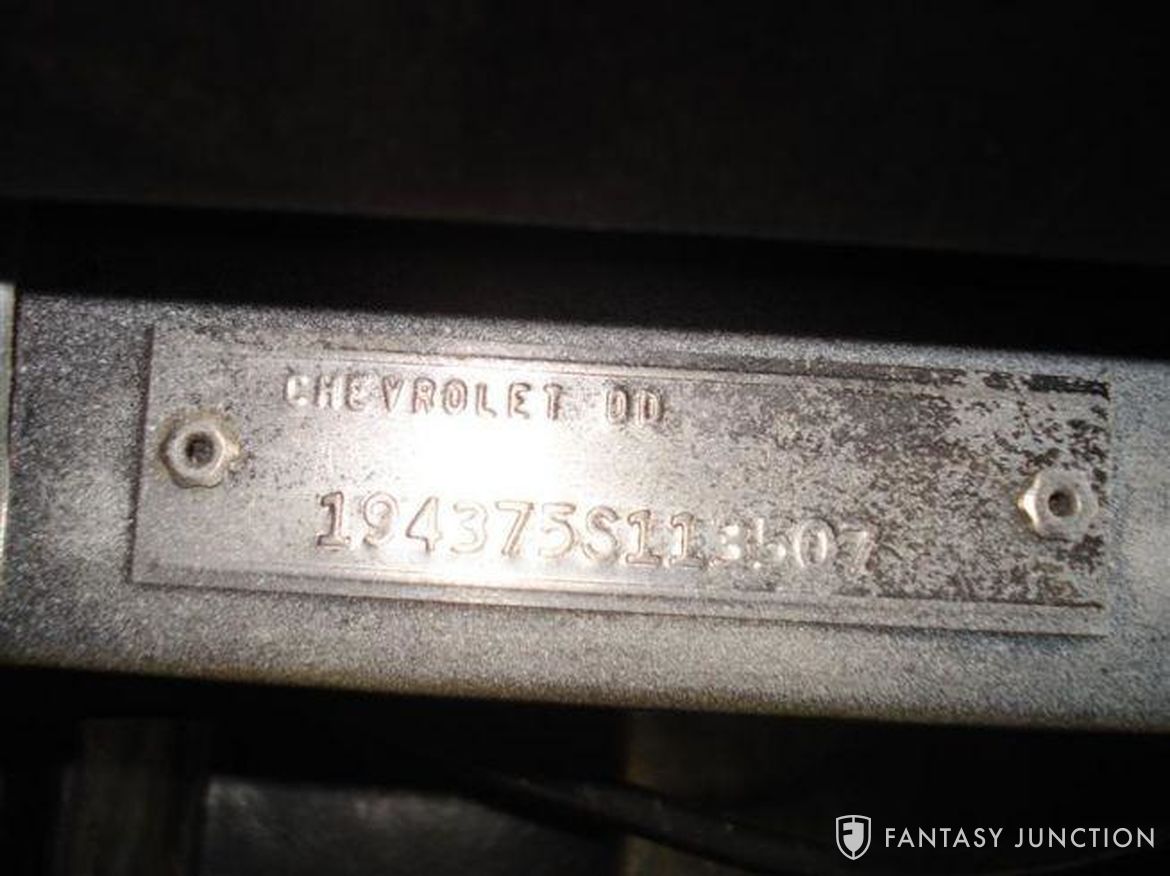 CHEVROLET DD
194375S113507
FANTASY JUNCTION